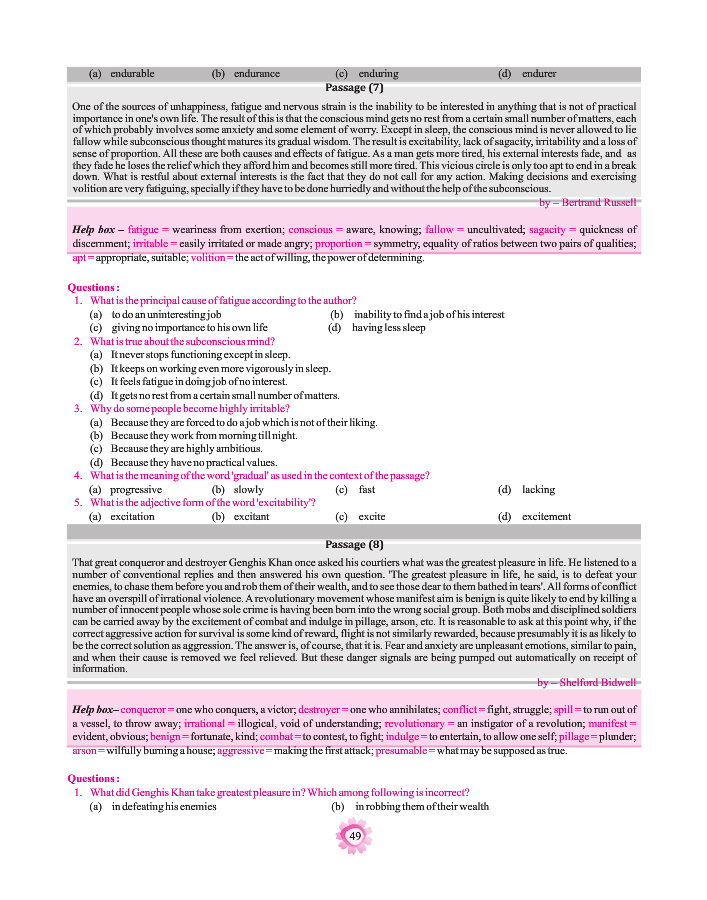 (a) endurable (b) endurance (c) enduring (d) endurer
Passage (7)
One of the sources of unhappiness, fatigue and nervous strain is the inability to be interested in anything that is not of practical
importance in one's own life. The result of this is that the conscious mind gets no rest from a certain small number of matters, each
of which probably involves some anxiety and some element of worry. Except in sleep, the conscious mind is never allowed to lie
fallow while subconscious thought matures its gradual wisdom. The result is excitability, lack of sagacity, irritability and a loss of
sense of proportion. All these are both causes and effects of fatigue. As a man gets more tired, his external interests fade, and as
they fade he loses the relief which they afford him and becomes still more tired. This vicious circle is only too apt to end in a break
down. What is restful about external interests is the fact that they do not call for any action. Making decisions and exercising
volition are very fatiguing, specially if they have to be done hurriedly and without the help of the subconscious.
by – Bertrand Russell
Help box – fatigue = weariness from exertion; conscious = aware, knowing; fallow = uncultivated; sagacity = quickness of
discernment; irritable = easily irritated or made angry; proportion = symmetry, equality of ratios between two pairs of qualities;
apt = appropriate, suitable; volition = the act of willing, the power of determining.
Questions :
1. What is the principal cause of fatigue according to the author?
(a) to do an uninteresting job (b) inability to find a job of his interest
(c) giving no importance to his own life (d) having less sleep
2. What is true about the subconscious mind?
(a) It never stops functioning except in sleep.
(b) It keeps on working even more vigorously in sleep.
(c) It feels fatigue in doing job of no interest.
(d) It gets no rest from a certain small number of matters.
3. Why do some people become highly irritable?
(a) Because they are forced to do a job which is not of their liking.
(b) Because they work from morning till night.
(c) Because they are highly ambitious.
(d) Because they have no practical values.
4. What is the meaning of the word 'gradual' as used in the context of the passage?
(a) progressive (b) slowly (c) fast (d) lacking
5. What is the adjective form of the word 'excitability'?
(a) excitation (b) excitant (c) excite (d) excitement
Passage (8)
That great conqueror and destroyer Genghis Khan once asked his courtiers what was the greatest pleasure in life. He listened to a
number of conventional replies and then answered his own question. 'The greatest pleasure in life, he said, is to defeat your
enemies, to chase them before you and rob them of their wealth, and to see those dear to them bathed in tears'. All forms of conflict
have an overspill of irrational violence. A revolutionary movement whose manifest aim is benign is quite likely to end by killing a
number of innocent people whose sole crime is having been born into the wrong social group. Both mobs and disciplined soldiers
can be carried away by the excitement of combat and indulge in pillage, arson, etc. It is reasonable to ask at this point why, if the
correct aggressive action for survival is some kind of reward, flight is not similarly rewarded, because presumably it is as likely to
be the correct solution as aggression. The answer is, of course, that it is. Fear and anxiety are unpleasant emotions, similar to pain,
and when their cause is removed we feel relieved. But these danger signals are being pumped out automatically on receipt of
information.
by – Shelford Bidwell
Help box– conqueror = one who conquers, a victor; destroyer = one who annihilates; conflict = fight, struggle; spill = to run out of
a vessel, to throw away; irrational = illogical, void of understanding; revolutionary = an instigator of a revolution; manifest =
evident, obvious; benign = fortunate, kind; combat = to contest, to fight; indulge = to entertain, to allow one self; pillage = plunder;
arson = wilfully burning a house; aggressive = making the first attack; presumable = what may be supposed as true.
Questions :
1. What did Genghis Khan take greatest pleasure in? Which among following is incorrect?
(a) in defeating his enemies (b) in robbing them of their wealth
49